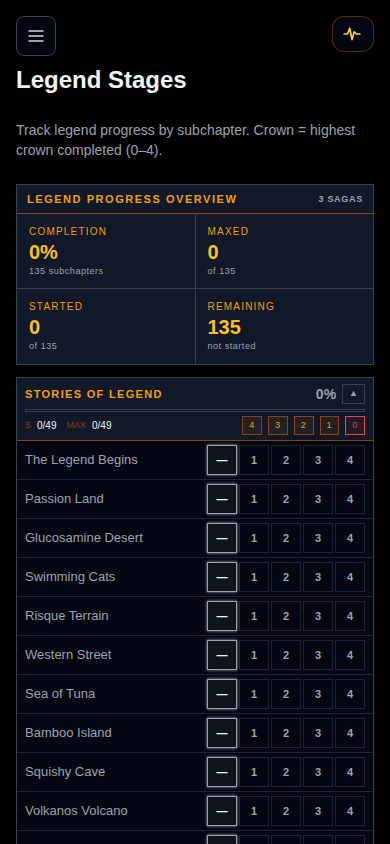 Legend Stages
Track legend progress by subchapter. Crown = highest
crown completed (0–4).
LEGEND PROGRESS OVERVIEW 3 SAGAS
COMPLETION MAXED
0% 0
135 subchapters of 135
STARTED REMAINING
0 135
of 135 not started
STORIES OF LEGEND 0% ▲
S 0/49 MAX 0/49 4 3 2 1 0
The Legend Begins — 1 2 3 4
Passion Land — 1 2 3 4
Glucosamine Desert — 1 2 3 4
Swimming Cats — 1 2 3 4
Risque Terrain — 1 2 3 4
Western Street — 1 2 3 4
Sea of Tuna — 1 2 3 4
Bamboo Island — 1 2 3 4
Squishy Cave — 1 2 3 4
Volkanos Volcano — 1 2 3 4